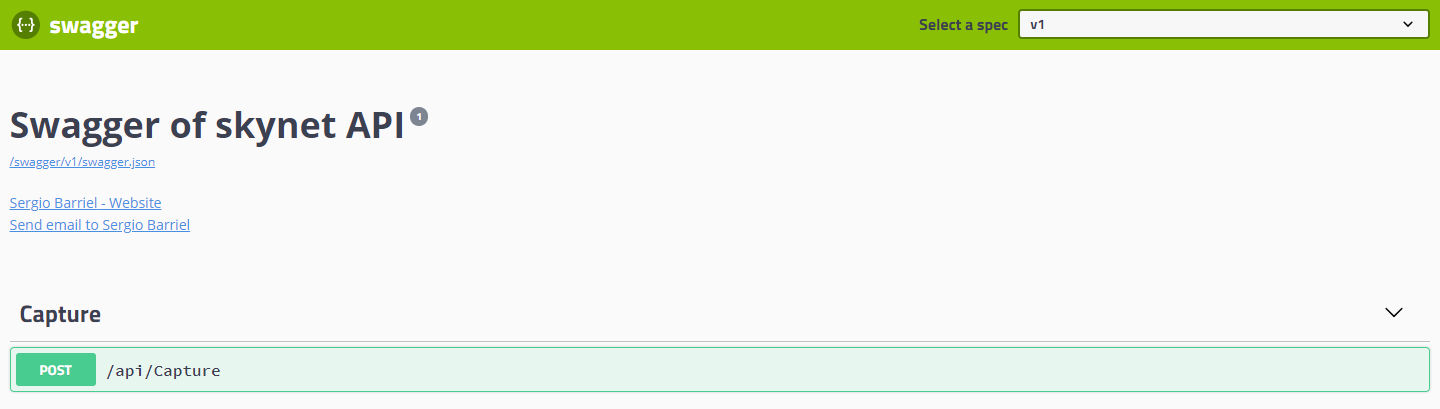 {···} swagger
Select a spec v1
Swagger of skynet API 1
/swagger/v1/swagger.json
Sergio Barriel - Website
Send email to Sergio Barriel
Capture
POST /api/Capture